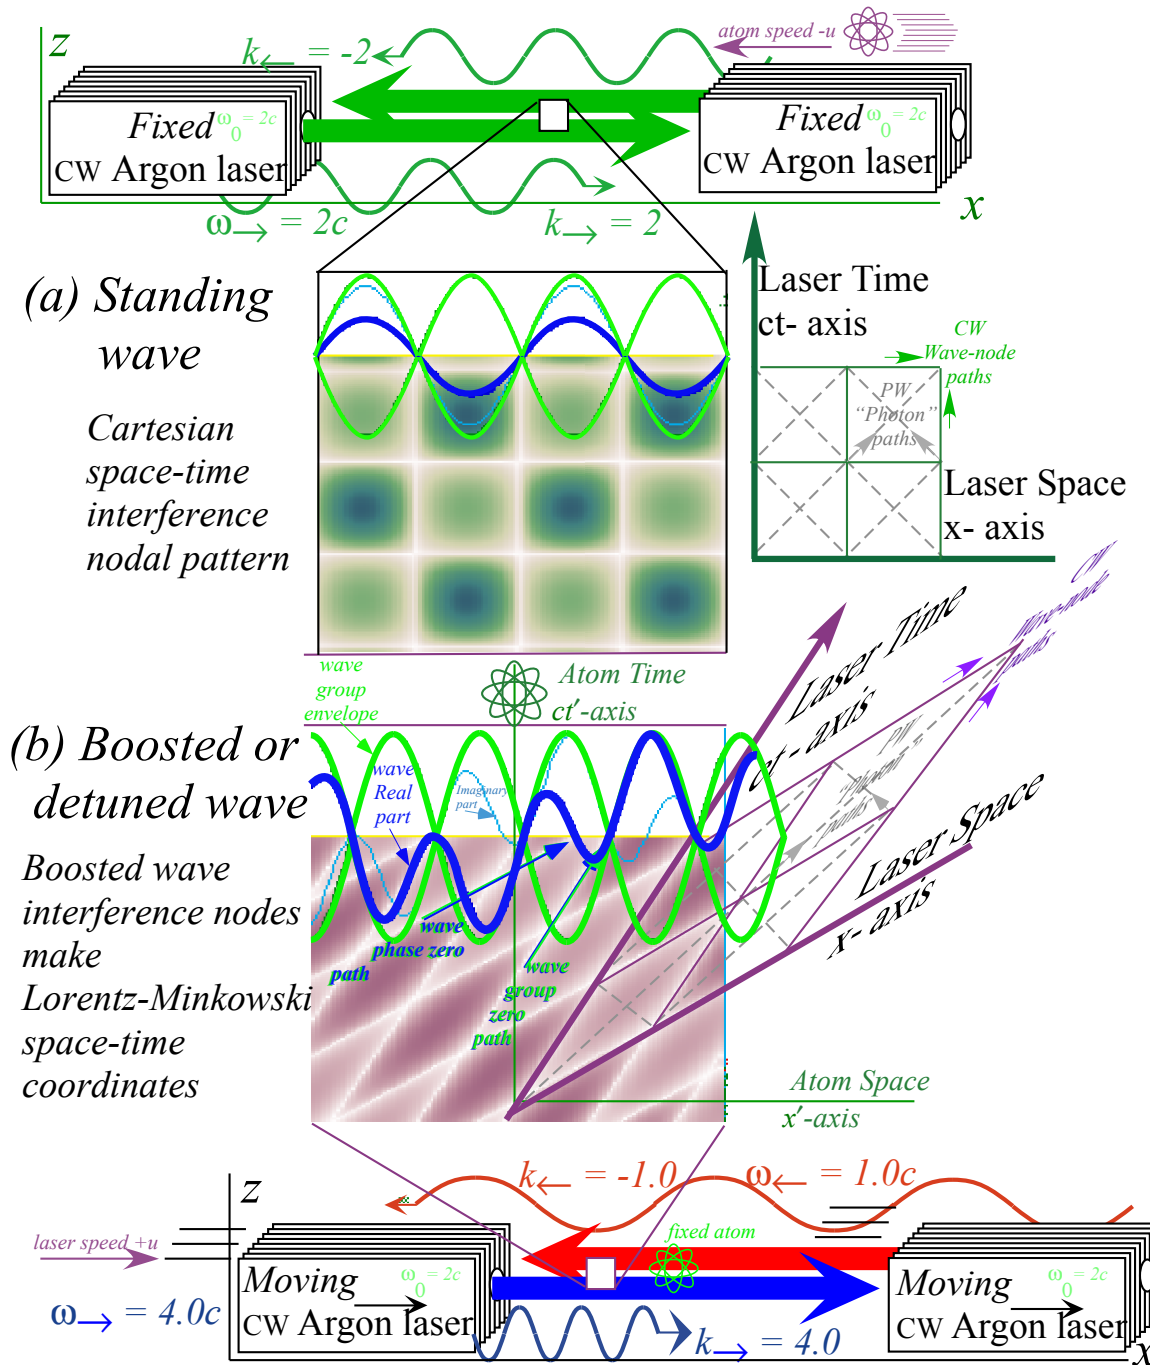 z
k← = -2
atom speed -u
Fixed ω0 = 2c
CW Argon laser
Fixed ω0 = 2c
CW Argon laser
ω→ = 2c
k→ = 2
x
(a) Standing
wave
Cartesian
space-time
interference
nodal pattern
Laser Time
ct- axis
CW
Wave-node
paths
PW
“Photon”
paths
Laser Space
x- axis
(b) Boosted or
detuned wave
Boosted wave
interference nodes
make
Lorentz-Minkowski
space-time
coordinates
wave
group
envelope
Atom Time
ct′-axis
wave
Real
part
Imaginary
part
wave
phase zero
path
wave
group
zero
path
Laser Time
ct - axis
CW
Wave-node
paths
PW
“Photon”
paths
Laser Space
x- axis
Atom Space
x′-axis
z
k← = -1.0
ω← = 1.0c
laser speed +u
fixed atom
Moving ω0 = 2c
CW Argon laser
Moving ω0 = 2c
CW Argon laser
ω→ = 4.0c
k→ = 4.0
x